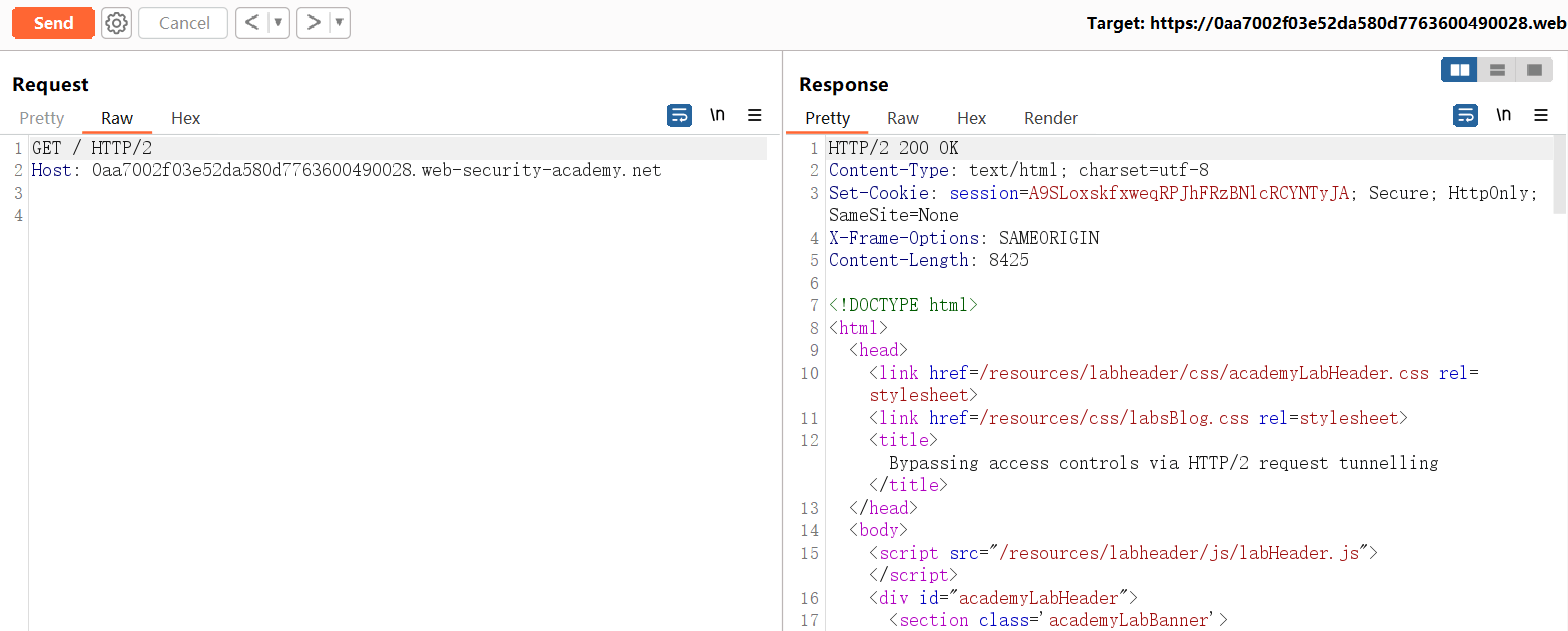 Send
Cancel
Target: https://0aa7002f03e52da580d7763600490028.web
Request
Pretty Raw Hex
\n
1 GET / HTTP/2
2 Host: 0aa7002f03e52da580d7763600490028.web-security-academy.net
3
4
Response
Pretty Raw Hex Render
\n
1 HTTP/2 200 OK
2 Content-Type: text/html; charset=utf-8
3 Set-Cookie: session=A9SLoxskfxweqRPJhFRzBNlcRCYNTyJA; Secure; HttpOnly;
SameSite=None
4 X-Frame-Options: SAMEORIGIN
5 Content-Length: 8425
6
7 <!DOCTYPE html>
8 <html>
9 <head>
10 <link href=/resources/labheader/css/academyLabHeader.css rel=
stylesheet>
11 <link href=/resources/css/labsBlog.css rel=stylesheet>
12 <title>
Bypassing access controls via HTTP/2 request tunnelling
</title>
13 </head>
14 <body>
15 <script src="/resources/labheader/js/labHeader.js">
</script>
16 <div id="academyLabHeader">
17 <section class='academyLabBanner'>